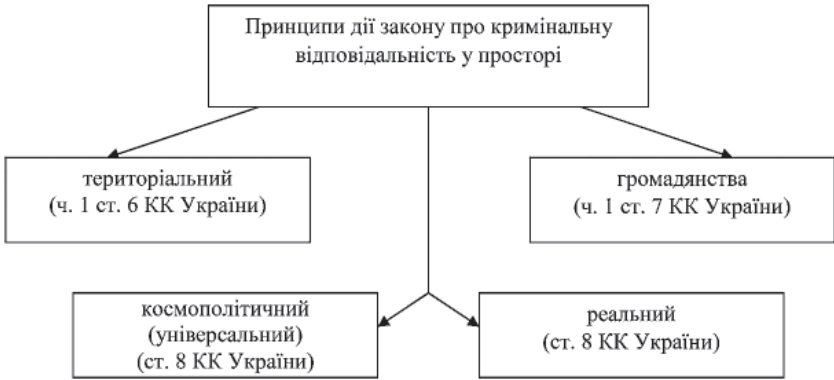 Принципи дії закону про кримінальну
відповідальність у просторі
територіальний
(ч. 1 ст. 6 КК України)
громадянства
(ч. 1 ст. 7 КК України)
космополітичний
(універсальний)
(ст. 8 КК України)
реальний
(ст. 8 КК України)